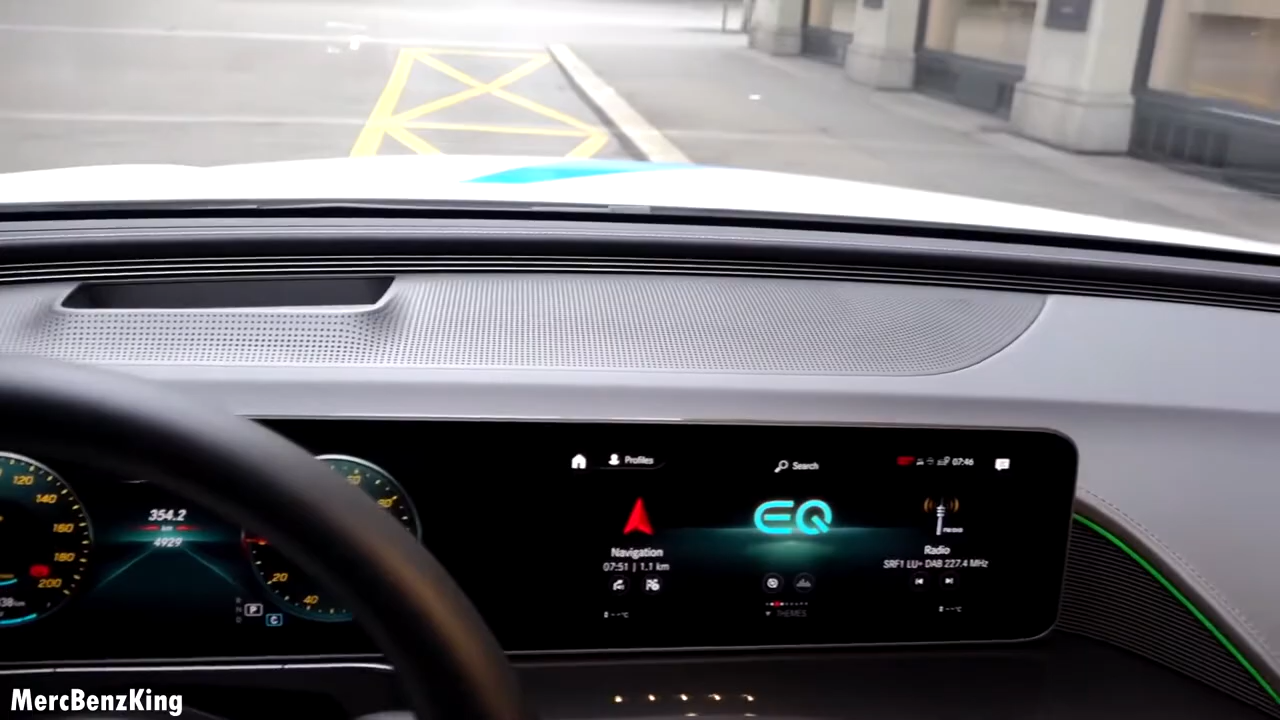 Profiles
Search
07:46
EQ
Navigation
07:51 | 1.1 km
Radio
SRF1 LU• DAB 227.4 MHz
THEMES
120
140
160
180
200
354.2
km
4929
20
40
P
C
MercBenzKing